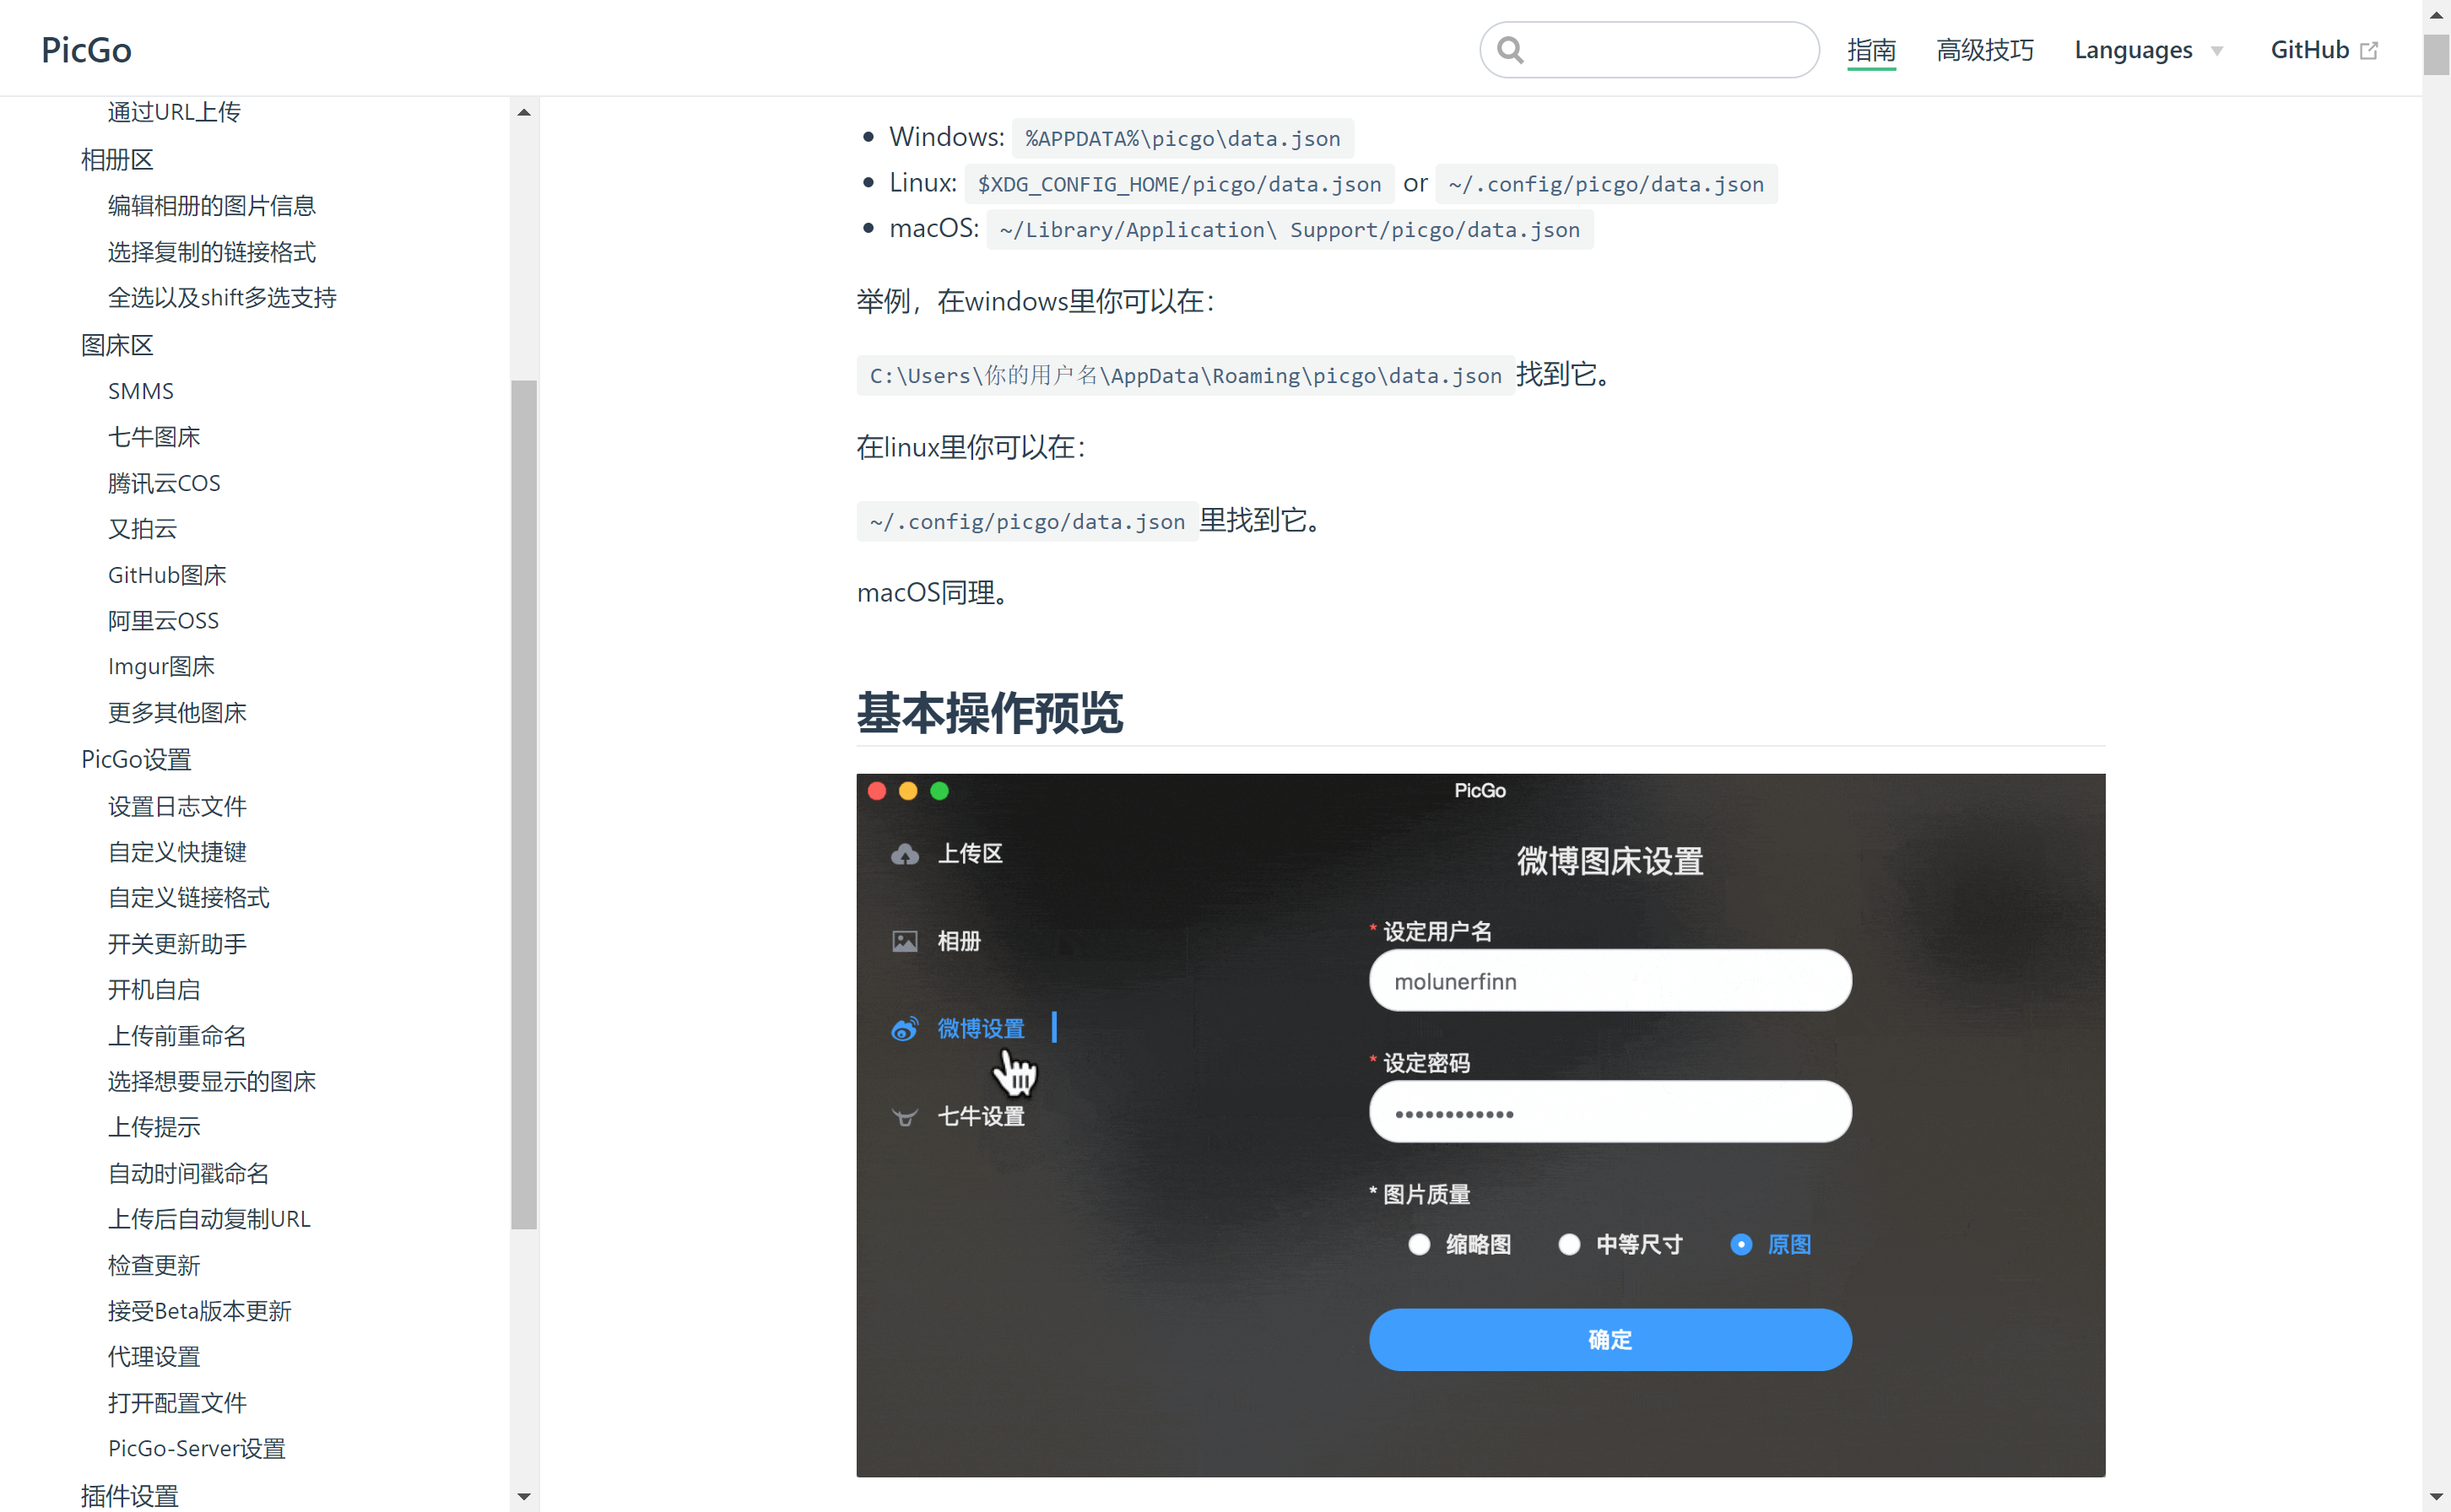 PicGo
指南
高级技巧
Languages
GitHub
通过URL上传
相册区
编辑相册的图片信息
选择复制的链接格式
全选以及shift多选支持
图床区
SMMS
七牛图床
腾讯云COS
又拍云
GitHub图床
阿里云OSS
Imgur图床
更多其他图床
PicGo设置
设置日志文件
自定义快捷键
自定义链接格式
开关更新助手
开机自启
上传前重命名
选择想要显示的图床
上传提示
自动时间戳命名
上传后自动复制URL
检查更新
接受Beta版本更新
代理设置
打开配置文件
PicGo-Server设置
插件设置
Windows: %APPDATA%\picgo\data.json
Linux: $XDG_CONFIG_HOME/picgo/data.json or ~/.config/picgo/data.json
macOS: ~/Library/Application\ Support/picgo/data.json
举例，在windows里你可以在：
C:\Users\你的用户名\AppData\Roaming\picgo\data.json 找到它。
在linux里你可以在：
~/.config/picgo/data.json 里找到它。
macOS同理。
基本操作预览
PicGo
上传区
相册
微博设置
七牛设置
微博图床设置
* 设定用户名
molunerfinn
* 设定密码
••••••••••••
* 图片质量
缩略图 中等尺寸 原图
确定